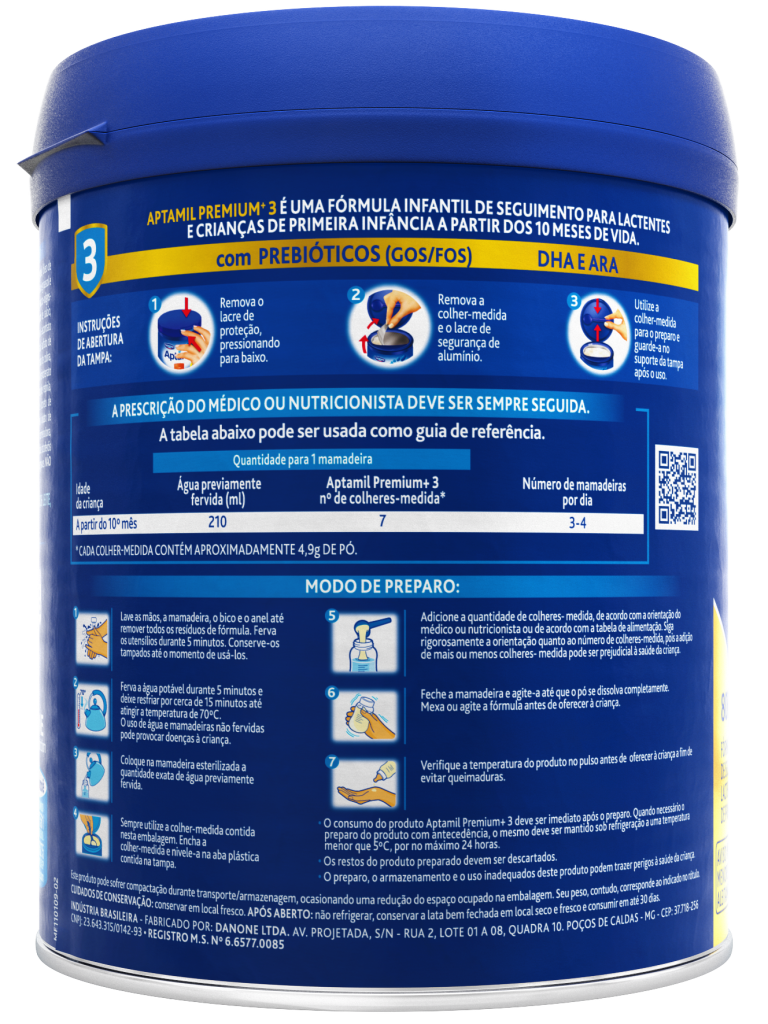 APTAMIL PREMIUM+ 3 É UMA FÓRMULA INFANTIL DE SEGUIMENTO PARA LACTENTES
E CRIANÇAS DE PRIMEIRA INFÂNCIA A PARTIR DOS 10 MESES DE VIDA.
3
com PREBIÓTICOS (GOS/FOS) DHA E ARA
INSTRUÇÕES
DE ABERTURA
DA TAMPA:
1
Remova o
lacre de
proteção,
pressionando
para baixo.
2
Remova a
colher-medida
e o lacre de
segurança de
alumínio.
3
Utilize a
colher-medida
para o preparo e
guarde-a no
suporte da tampa
após o uso.
A PRESCRIÇÃO DO MÉDICO OU NUTRICIONISTA DEVE SER SEMPRE SEGUIDA.
A tabela abaixo pode ser usada como guia de referência.
Quantidade para 1 mamadeira
Idade
da criança
Água previamente
fervida (ml)
Aptamil Premium+ 3
nº de colheres-medida*
Número de mamadeiras
por dia
A partir do 10º mês 210 7 3-4
* CADA COLHER-MEDIDA CONTÉM APROXIMADAMENTE 4,9g DE PÓ.
MODO DE PREPARO:
1
Lave as mãos, a mamadeira, o bico e o anel até
remover todos os resíduos de fórmula. Ferva
os utensílios durante 5 minutos. Conserve-os
tampados até o momento de usá-los.
2
Ferva a água potável durante 5 minutos e
deixe resfriar por cerca de 15 minutos até
atingir a temperatura de 70ºC.
O uso de água e mamadeiras não fervidas
pode provocar doenças à criança.
3
Coloque na mamadeira esterilizada a
quantidade exata de água previamente
fervida.
4
Sempre utilize a colher-medida contida
nesta embalagem. Encha a
colher-medida e nivele-a na aba plástica
contida na tampa.
5
Adicione a quantidade de colheres- medida, de acordo com a orientação do
médico ou nutricionista ou de acordo com a tabela de alimentação. Siga
rigorosamente a orientação quanto ao número de colheres-medida, pois a adição
de mais ou menos colheres- medida pode ser prejudicial à saúde da criança.
6
Feche a mamadeira e agite-a até que o pó se dissolva completamente.
Mexa ou agite a fórmula antes de oferecer à criança.
7
Verifique a temperatura do produto no pulso antes de oferecer à criança a fim de
evitar queimaduras.
· O consumo do produto Aptamil Premium+ 3 deve ser imediato após o preparo. Quando necessário o
preparo do produto com antecedência, o mesmo deve ser mantido sob refrigeração a uma temperatura
menor que 5ºC, por no máximo 24 horas.
· Os restos do produto preparado devem ser descartados.
· O preparo, o armazenamento e o uso inadequados deste produto podem trazer perigos à saúde da criança.
Este produto pode sofrer compactação durante transporte/armazenagem, ocasionando uma redução do espaço ocupado na embalagem. Seu peso, contudo, corresponde ao indicado no rótulo.
CUIDADOS DE CONSERVAÇÃO: conservar em local fresco. APÓS ABERTO: não refrigerar, conservar a lata bem fechada em local seco e fresco e consumir em até 30 dias.
INDÚSTRIA BRASILEIRA - FABRICADO POR: DANONE LTDA. AV. PROJETADA, S/N - RUA 2, LOTE 01 A 08, QUADRA 10. POÇOS DE CALDAS - MG - CEP: 37.718-256
CNPJ: 23.643.315/0142-93 • REGISTRO M.S. Nº 6.6577.0085